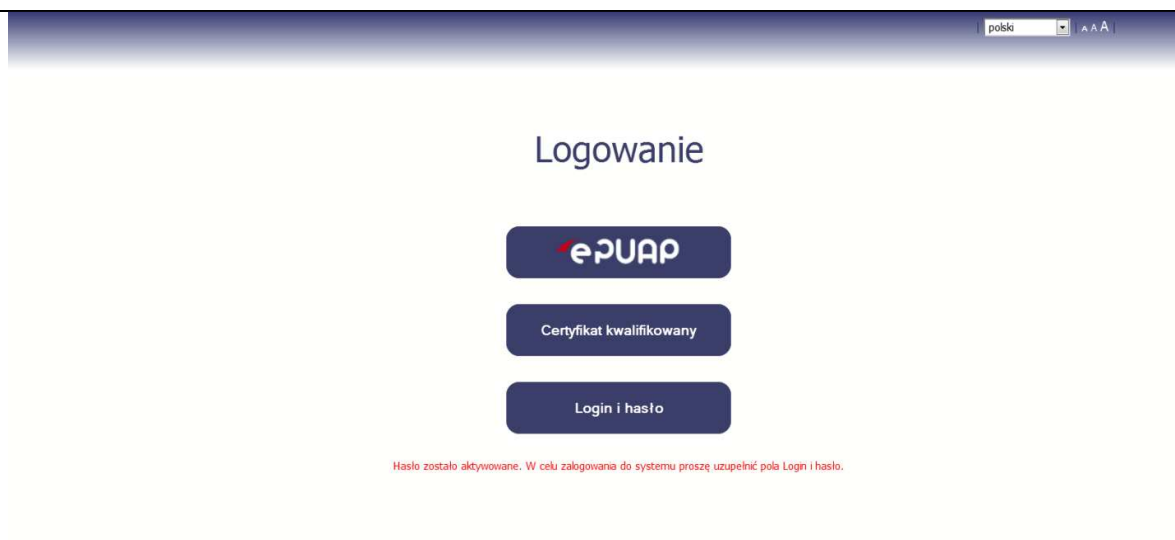 polski A A A
Logowanie
ePUAP
Certyfikat kwalifikowany
Login i hasło
Hasło zostało aktywowane. W celu zalogowania do systemu proszę uzupełnić pola Login i hasło.